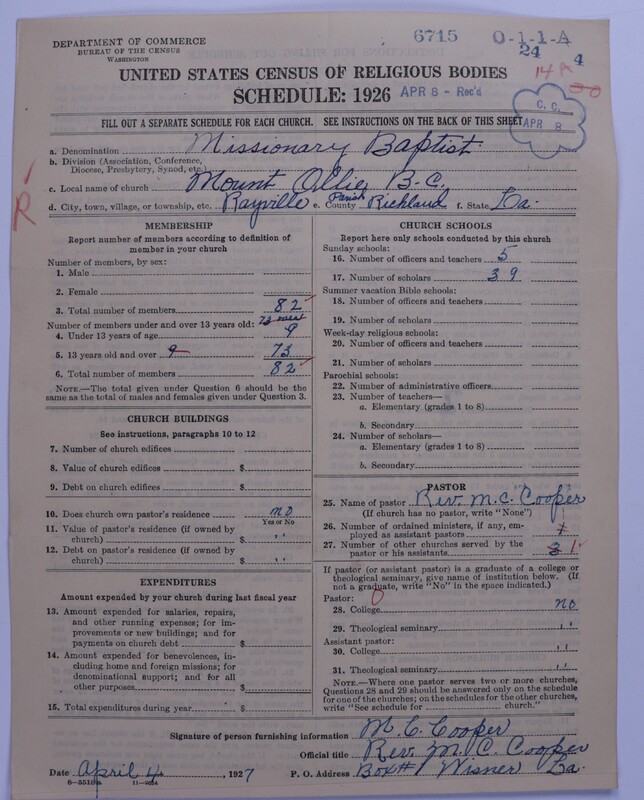 6715 0-1-1-A
DEPARTMENT OF COMMERCE
BUREAU OF THE CENSUS
WASHINGTON
24 4
UNITED STATES CENSUS OF RELIGIOUS BODIES
14
SCHEDULE: 1926 APR 8 - Rec'd
C. C.
APR 8
FILL OUT A SEPARATE SCHEDULE FOR EACH CHURCH. SEE INSTRUCTIONS ON THE BACK OF THIS SHEET
a. Denomination Missionary Baptist
b. Division (Association, Conference, Diocese, Presbytery, Synod, etc.)
c. Local name of church Mount Ollie B-C.
d. City, town, village, or township, etc. Rayville e. County Parish Richland f. State La.
R
MEMBERSHIP
Report number of members according to definition of
member in your church
Number of members, by sex:
1. Male
2. Female
3. Total number of members 82
Number of members under and over 13 years old:
4. Under 13 years of age 9
5. 13 years old and over 9 73
6. Total number of members 82
NOTE.—The total given under Question 6 should be the
same as the total of males and females given under Question 3.
CHURCH BUILDINGS
See instructions, paragraphs 10 to 12
7. Number of church edifices
8. Value of church edifices $
9. Debt on church edifices $
10. Does church own pastor's residence no
Yes or No
11. Value of pastor's residence (if owned by
church) $ ''
12. Debt on pastor's residence (if owned by
church) $ ''
EXPENDITURES
Amount expended by your church during last fiscal year
13. Amount expended for salaries, repairs,
and other running expenses; for im-
provements or new buildings; and for
payments on church debt $
14. Amount expended for benevolences, in-
cluding home and foreign missions; for
denominational support; and for all
other purposes $
15. Total expenditures during year $
CHURCH SCHOOLS
Report here only schools conducted by this church
Sunday schools:
16. Number of officers and teachers 5
17. Number of scholars 39
Summer vacation Bible schools:
18. Number of officers and teachers
19. Number of scholars
Week-day religious schools:
20. Number of officers and teachers
21. Number of scholars
Parochial schools:
22. Number of administrative officers
23. Number of teachers—
a. Elementary (grades 1 to 8)
b. Secondary
24. Number of scholars—
a. Elementary (grades 1 to 8)
b. Secondary
PASTOR
25. Name of pastor Rev. M. C. Cooper
(If church has no pastor, write "None")
26. Number of ordained ministers, if any, em-
ployed as assistant pastors
27. Number of other churches served by the
pastor or his assistants 3 1
If pastor (or assistant pastor) is a graduate of a college or
theological seminary, give name of institution below. (If
not a graduate, write "No" in the space indicated.)
Pastor: 0
28. College no
29. Theological seminary ''
Assistant pastor:
30. College ''
31. Theological seminary ''
NOTE.—Where one pastor serves two or more churches,
Questions 28 and 29 should be answered only on the schedule
for one of the churches; on the schedules for the other churches,
write "See schedule for church."
Signature of person furnishing information M. C. Cooper
Official title Rev. M. C. Cooper
Date April 4, 1927 P. O. Address Box Wisner La.